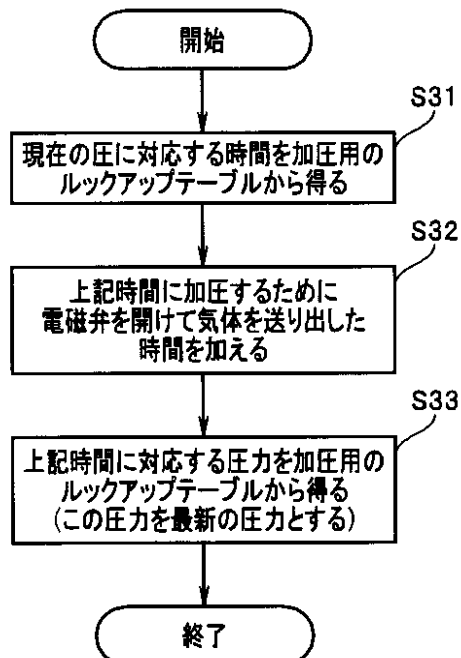 開始
S31
現在の圧に対応する時間を加圧用の
ルックアップテーブルから得る
S32
上記時間に加圧するために
電磁弁を開けて気体を送り出した
時間を加える
S33
上記時間に対応する圧力を加圧用の
ルックアップテーブルから得る
(この圧力を最新の圧力とする)
終了